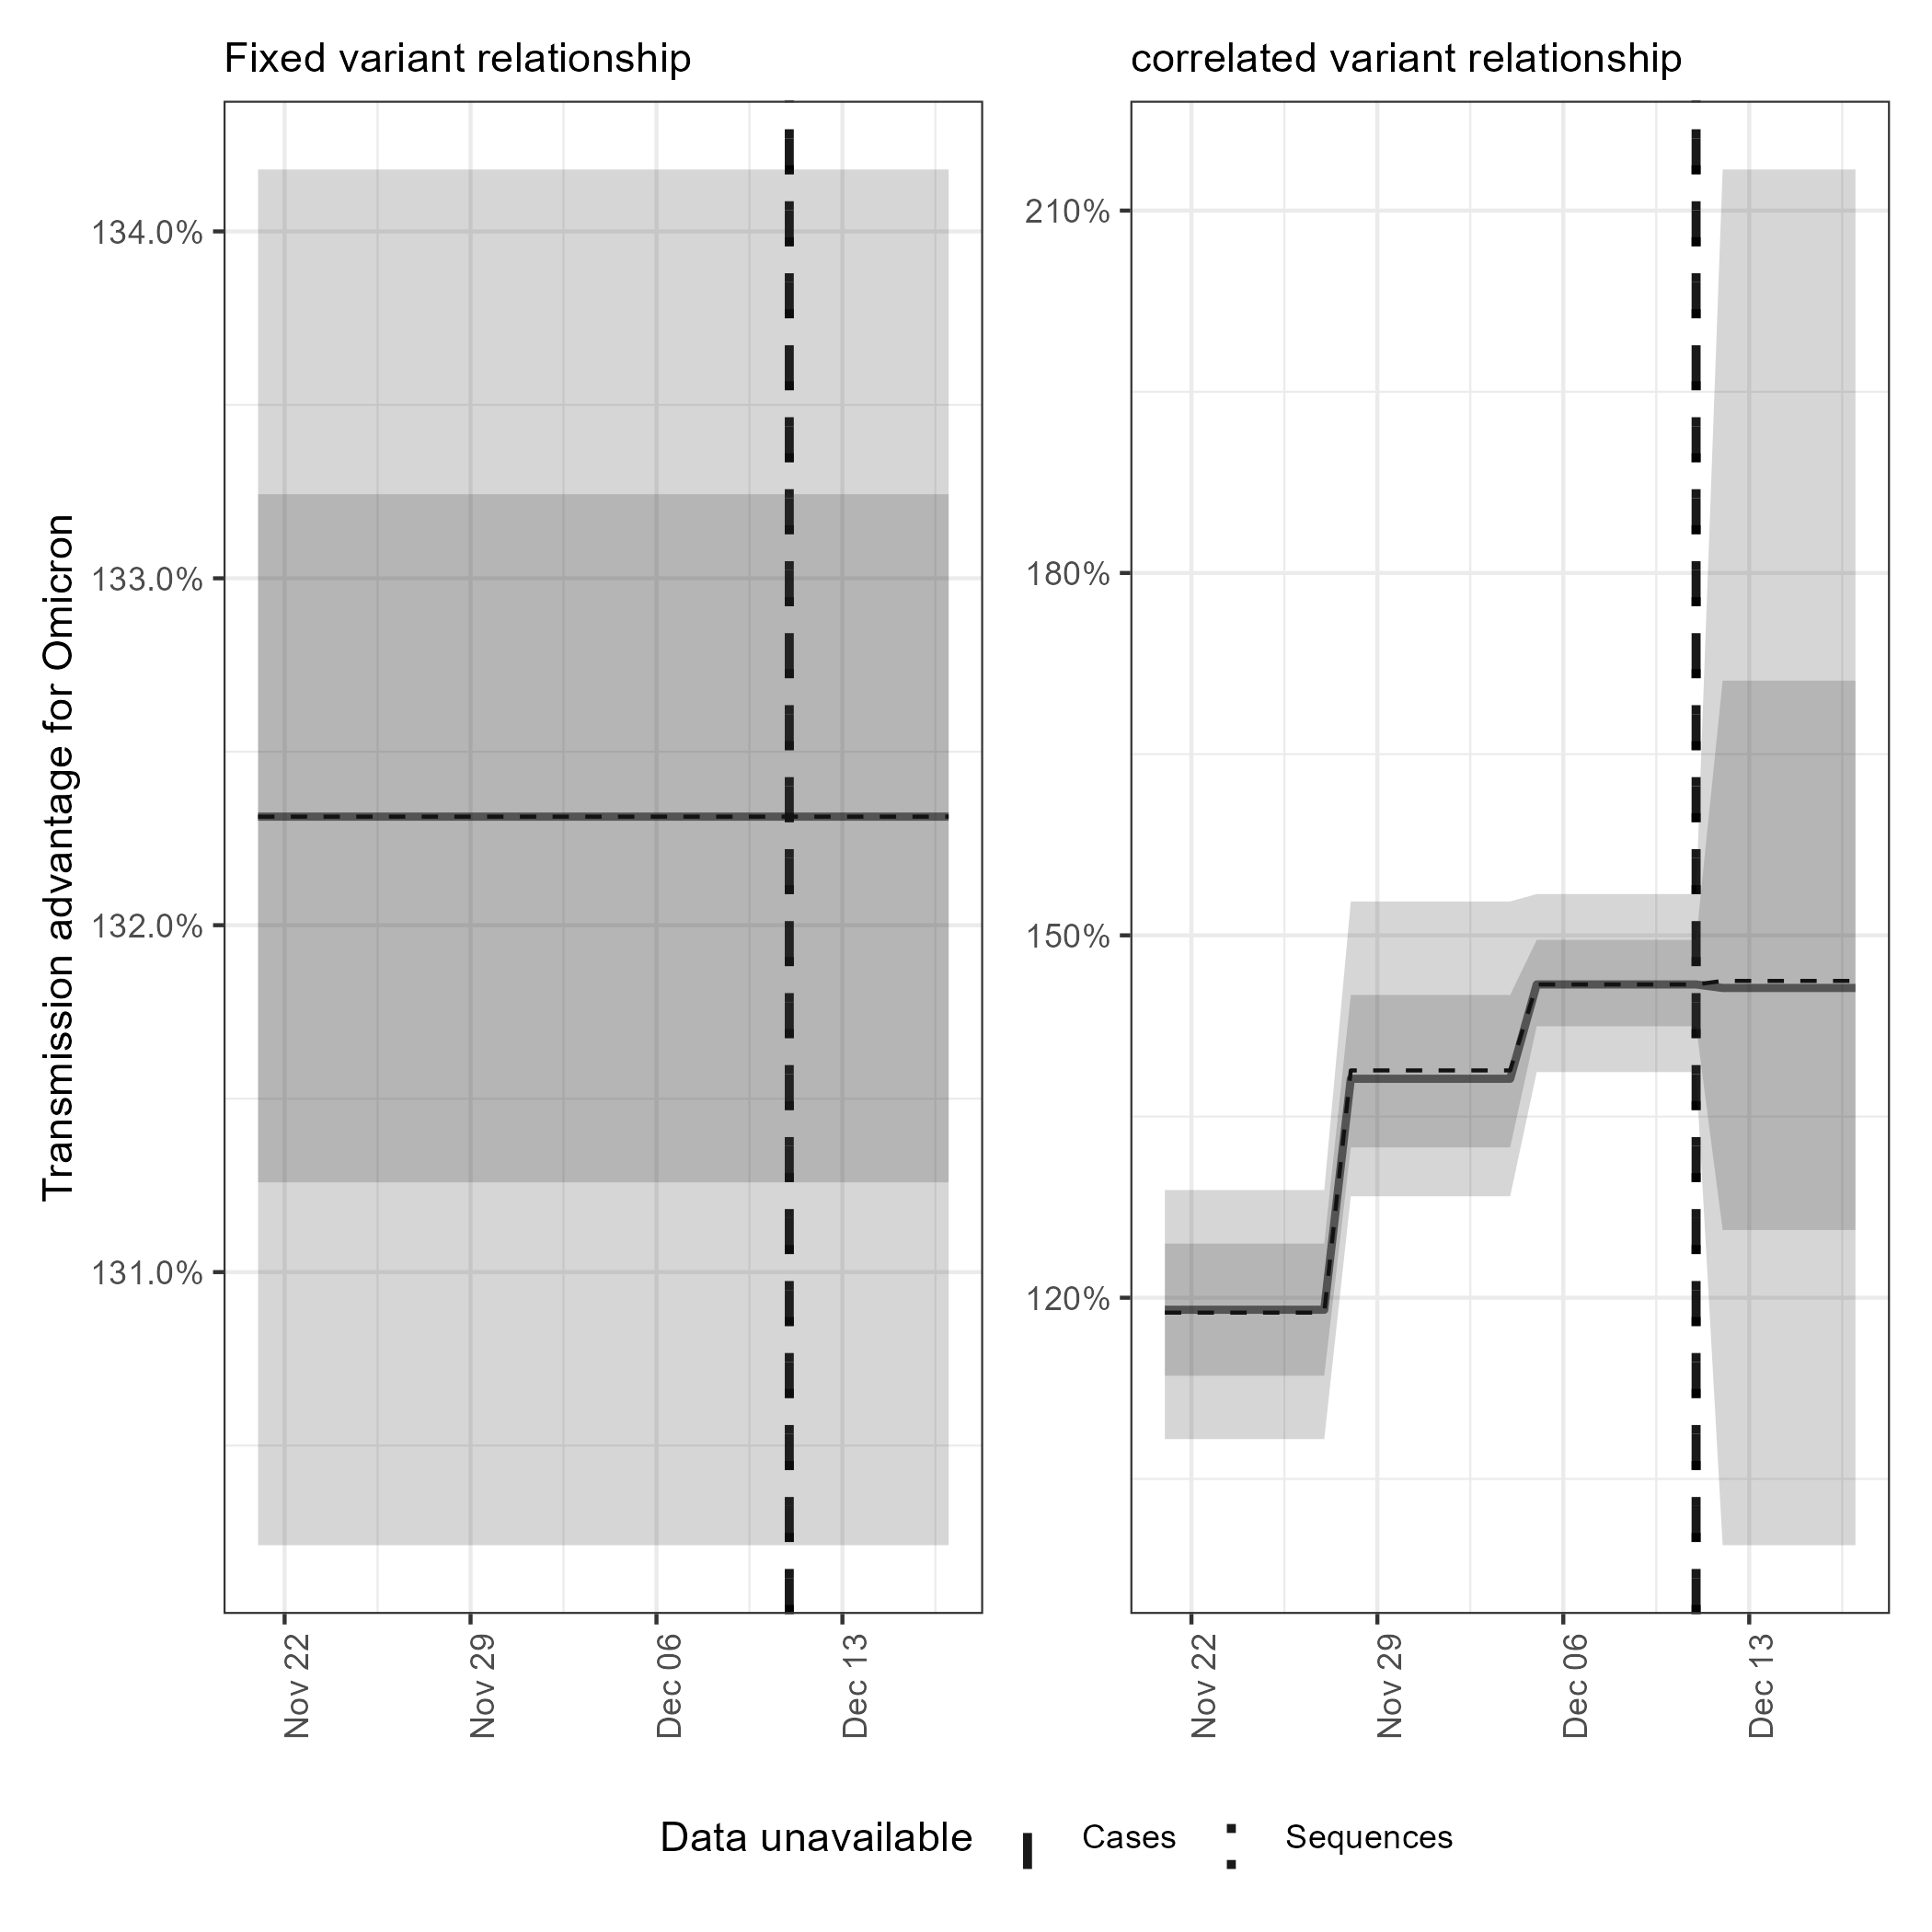 Fixed variant relationship
correlated variant relationship
Transmission advantage for Omicron
134.0%
133.0%
132.0%
131.0%
210%
180%
150%
120%
Nov 22
Nov 29
Dec 06
Dec 13
Nov 22
Nov 29
Dec 06
Dec 13
Data unavailable Cases Sequences